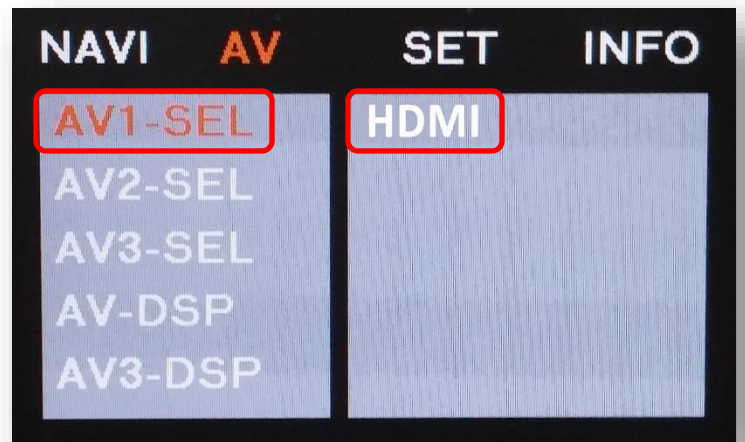 NAVI AV SET INFO
AV1-SEL HDMI
AV2-SEL
AV3-SEL
AV-DSP
AV3-DSP